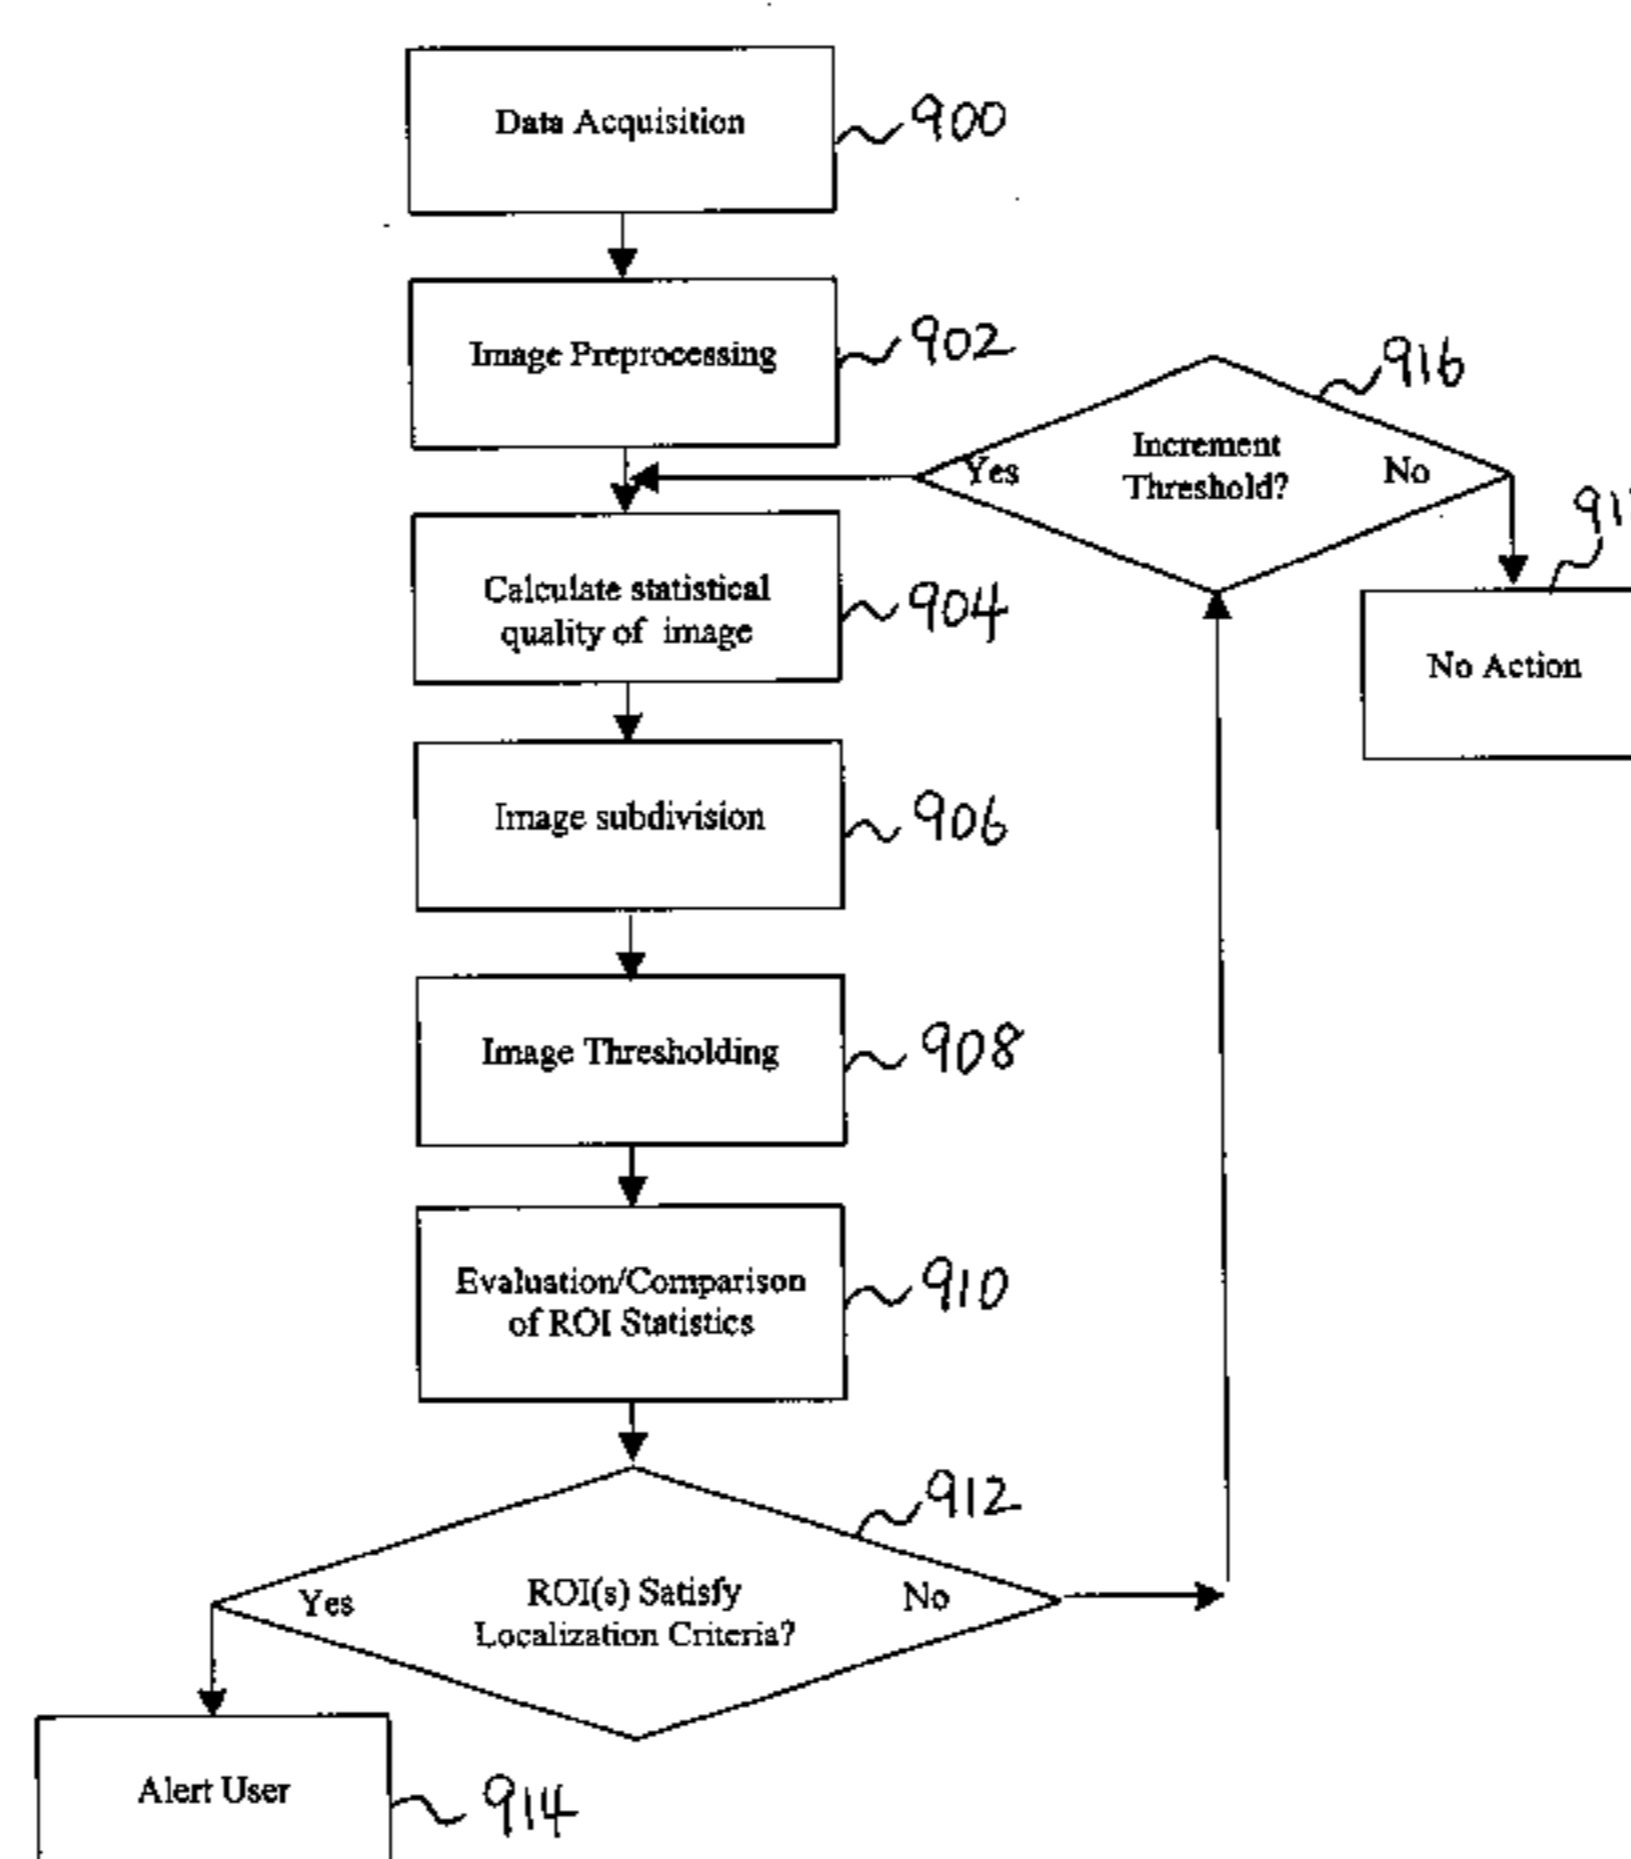 Data Acquisition
900
Image Preprocessing
902
916
Increment
Threshold?
Yes
No
Calculate statistical
quality of image
904
No Action
Image subdivision
906
Image Thresholding
908
Evaluation/Comparison
of ROI Statistics
910
912
ROI(s) Satisfy
Localization Criteria?
Yes
No
Alert User
914